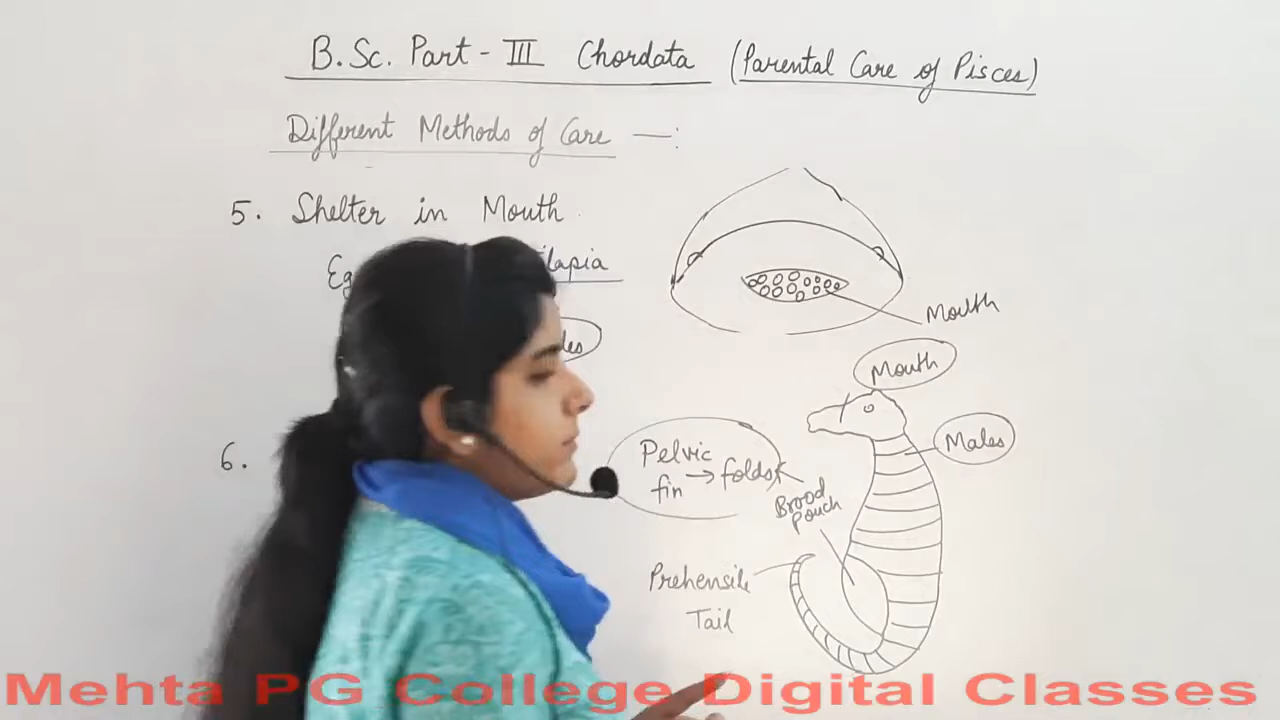 B.Sc. Part - III Chordata (Parental Care of Pisces)
Different Methods of Care —:
5. Shelter in Mouth
Eg
Mouth
Mouth
Males
6.
Pelvic
fin → folds
Brood
Pouch
Prehensile
Tail
Mehta PG College Digital Classes